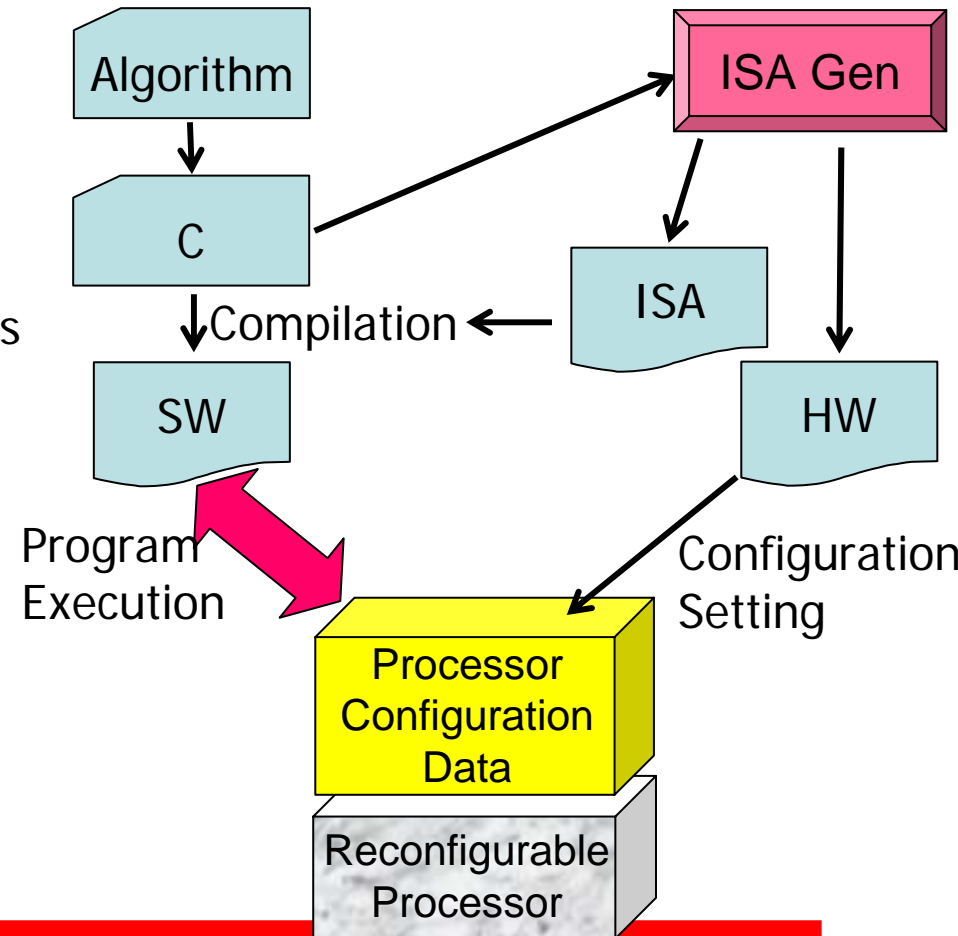 Algorithm
ISA Gen
C
ISA
s
Compilation
SW
HW
Program
Execution
Configuration
Setting
Processor
Configuration
Data
Reconfigurable
Processor